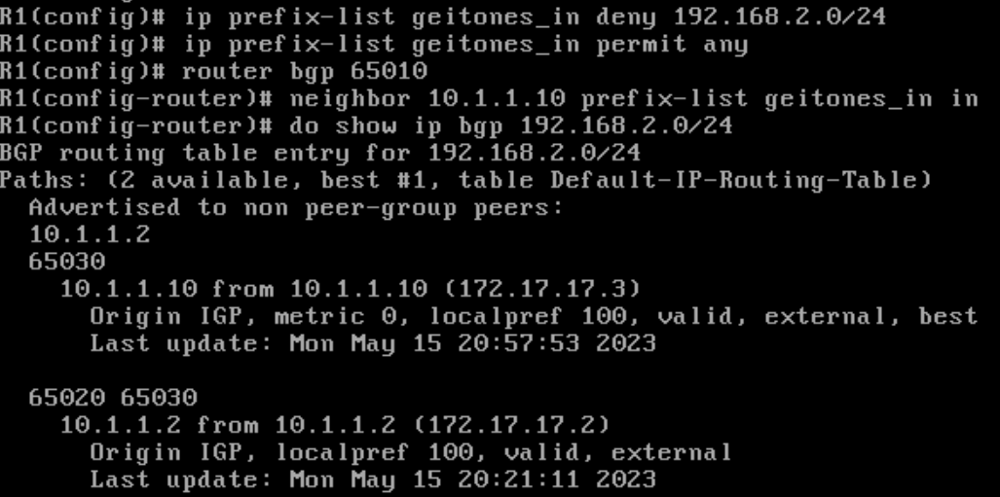 R1(config)# ip prefix-list geitones_in deny 192.168.2.0/24
R1(config)# ip prefix-list geitones_in permit any
R1(config)# router bgp 65010
R1(config-router)# neighbor 10.1.1.10 prefix-list geitones_in in
R1(config-router)# do show ip bgp 192.168.2.0/24
BGP routing table entry for 192.168.2.0/24
Paths: (2 available, best #1, table Default-IP-Routing-Table)
  Advertised to non peer-group peers:
  10.1.1.2
  65030
    10.1.1.10 from 10.1.1.10 (172.17.17.3)
      Origin IGP, metric 0, localpref 100, valid, external, best
      Last update: Mon May 15 20:57:53 2023
  65020 65030
    10.1.1.2 from 10.1.1.2 (172.17.17.2)
      Origin IGP, localpref 100, valid, external
      Last update: Mon May 15 20:21:11 2023